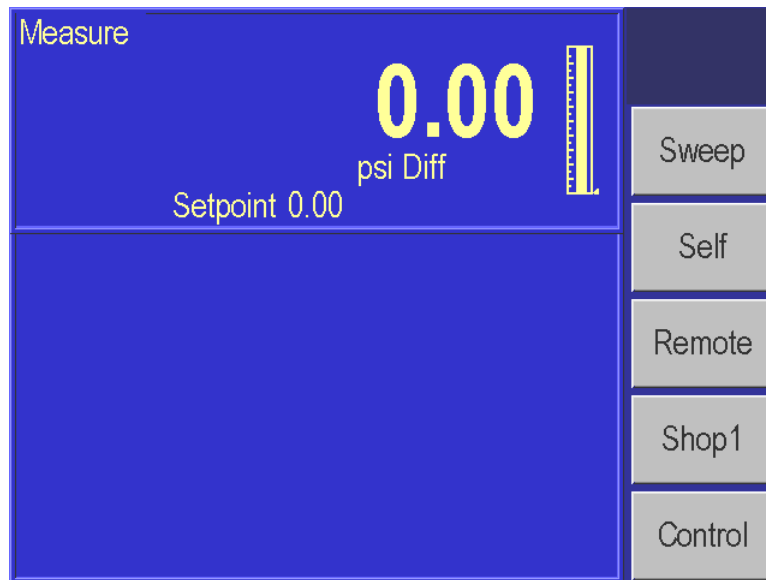 Measure
0.00
psi Diff
Setpoint 0.00
Sweep
Self
Remote
Shop1
Control